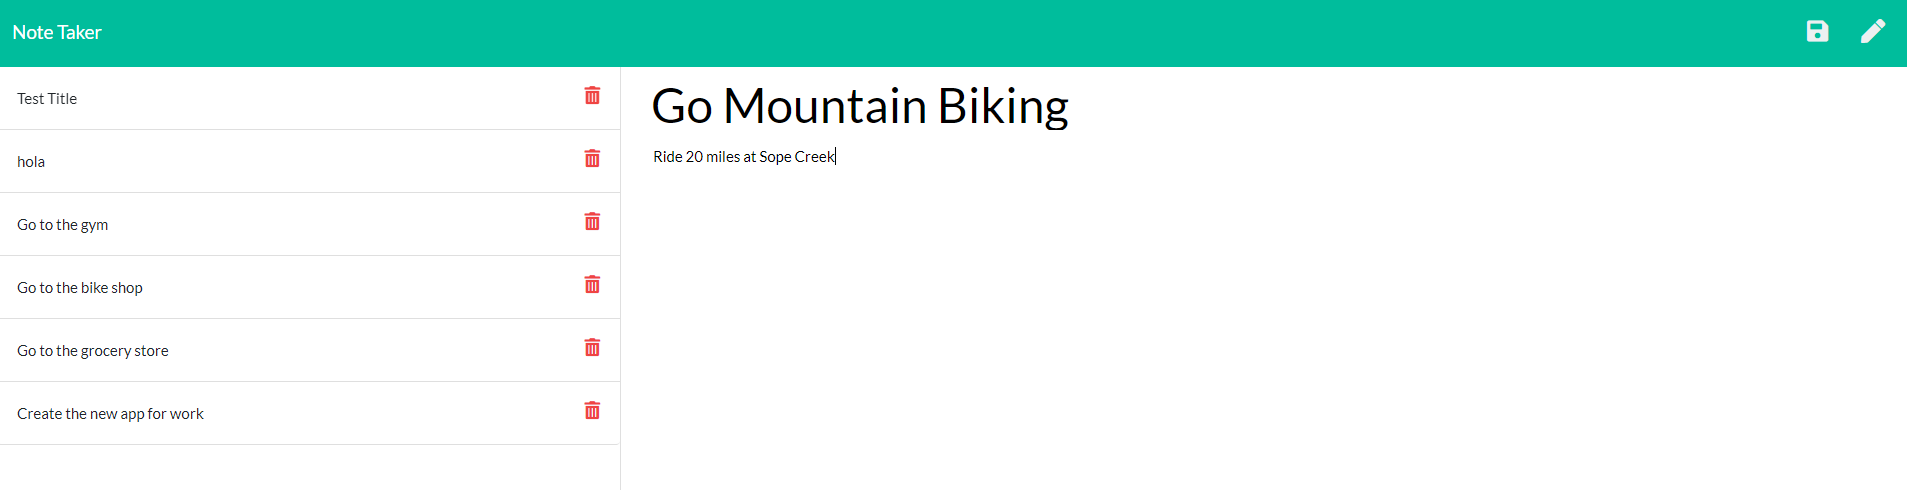 Note Taker
Test Title
hola
Go to the gym
Go to the bike shop
Go to the grocery store
Create the new app for work
Go Mountain Biking
Ride 20 miles at Sope Creek